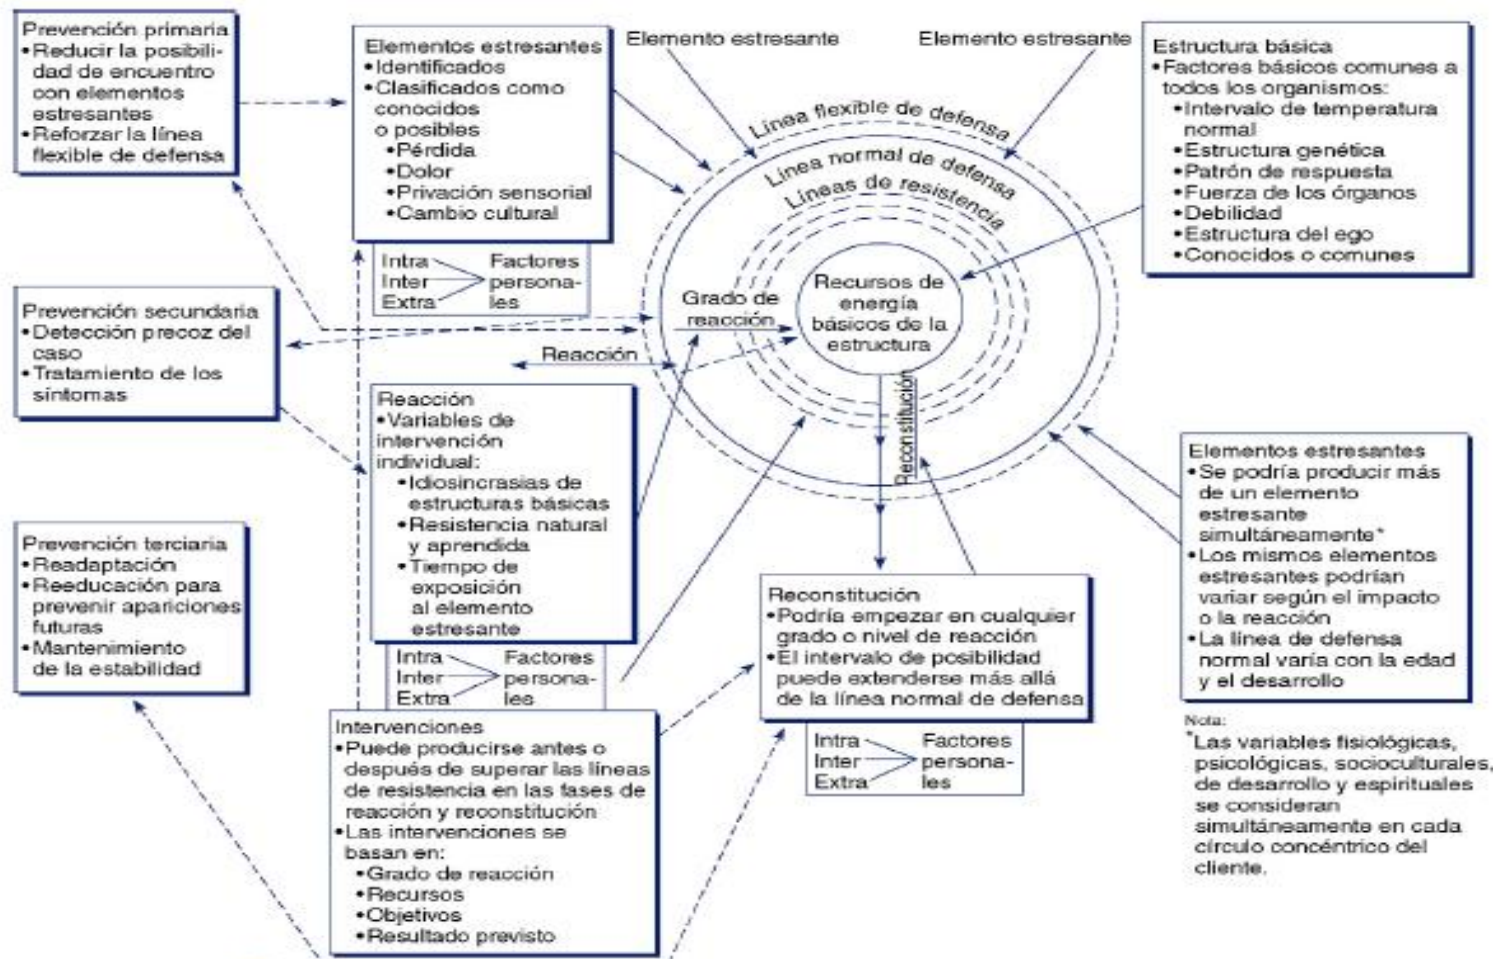 Prevención primaria
•Reducir la posibili-
dad de encuentro
con elementos
estresantes
•Reforzar la línea
flexible de defensa
Prevención secundaria
•Detección precoz del
caso
•Tratamiento de los
síntomas
Prevención terciaria
•Readaptación
•Reeducación para
prevenir apariciones
futuras
•Mantenimiento
de la estabilidad
Elementos estresantes
•Identificados
•Clasificados como
conocidos
o posibles
•Pérdida
•Dolor
•Privación sensorial
•Cambio cultural
Intra
Inter
Extra
Factores
persona-
les
Reacción
Reacción
•Variables de
intervención
individual:
•Idiosincrasias de
estructuras básicas
•Resistencia natural
y aprendida
•Tiempo de
exposición
al elemento
estresante
Intra
Inter
Extra
Factores
persona-
les
Intervenciones
•Puede producirse antes o
después de superar las líneas
de resistencia en las fases de
reacción y reconstitución
•Las intervenciones se
basan en:
•Grado de reacción
•Recursos
•Objetivos
•Resultado previsto
Elemento estresante
Elemento estresante
Línea flexible de defensa
Línea normal de defensa
Líneas de resistencia
Grado de
reacción
Recursos de
energía
básicos de la
estructura
Reconstitución
Reconstitución
•Podría empezar en cualquier
grado o nivel de reacción
•El intervalo de posibilidad
puede extenderse más allá
de la línea normal de defensa
Intra
Inter
Extra
Factores
persona-
les
Estructura básica
•Factores básicos comunes a
todos los organismos:
•Intervalo de temperatura
normal
•Estructura genética
•Patrón de respuesta
•Fuerza de los órganos
•Debilidad
•Estructura del ego
•Conocidos o comunes
Elementos estresantes
•Se podría producir más
de un elemento
estresante
simultáneamente*
•Los mismos elementos
estresantes podrían
variar según el impacto
o la reacción
•La línea de defensa
normal varía con la edad
y el desarrollo
Nota:
*Las variables fisiológicas,
psicológicas, socioculturales,
de desarrollo y espirituales
se consideran
simultáneamente en cada
círculo concéntrico del
cliente.